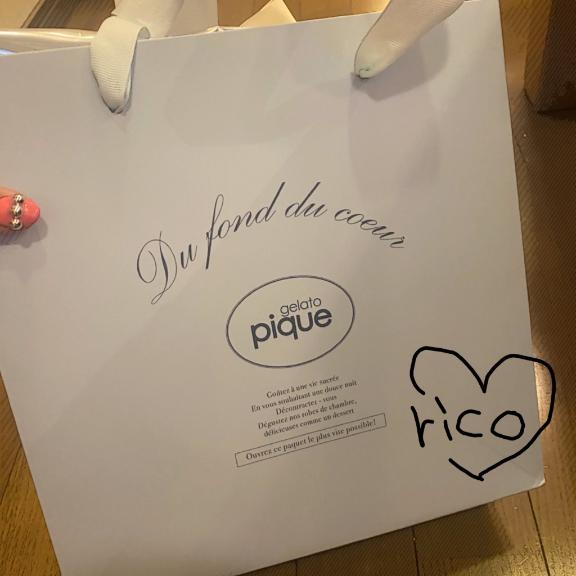 Du fond du coeur
gelato
pique
Goûtez à une vie sucrée
En vous souhaitant une douce nuit
Décontractez - vous
Dégustez nos robes de chambre,
délicieuses comme un dessert
Ouvrez ce paquet le plus vite possible!
rico